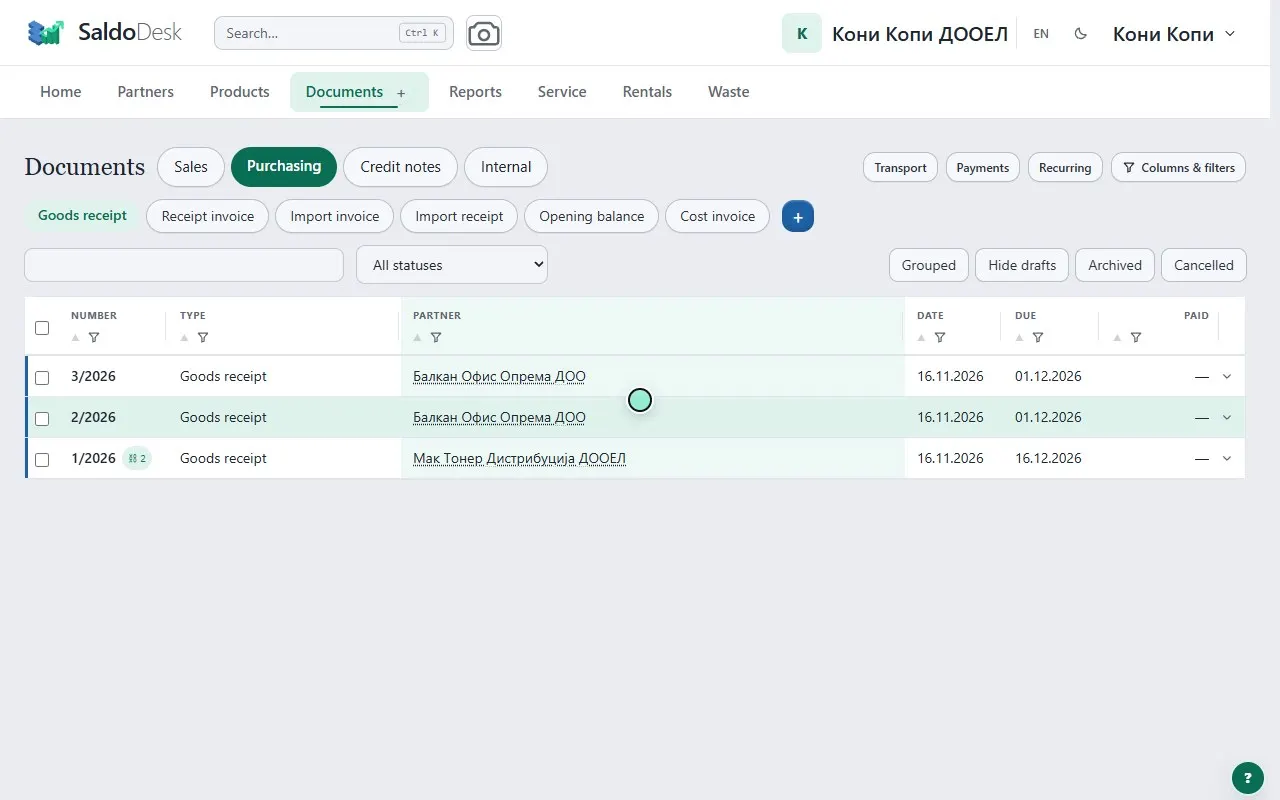 SaldoDesk
Search... Ctrl K
К Кони Копи ДООЕЛ EN Кони Копи
Home Partners Products Documents + Reports Service Rentals Waste
Documents Sales Purchasing Credit notes Internal Transport Payments Recurring Columns & filters
Goods receipt Receipt invoice Import invoice Import receipt Opening balance Cost invoice +
All statuses Grouped Hide drafts Archived Cancelled
NUMBER TYPE PARTNER DATE DUE PAID
3/2026 Goods receipt Балкан Офис Опрема ДОО 16.11.2026 01.12.2026 —
2/2026 Goods receipt Балкан Офис Опрема ДОО 16.11.2026 01.12.2026 —
1/2026 2 Goods receipt Мак Тонер Дистрибуција ДООЕЛ 16.11.2026 16.12.2026 —
?